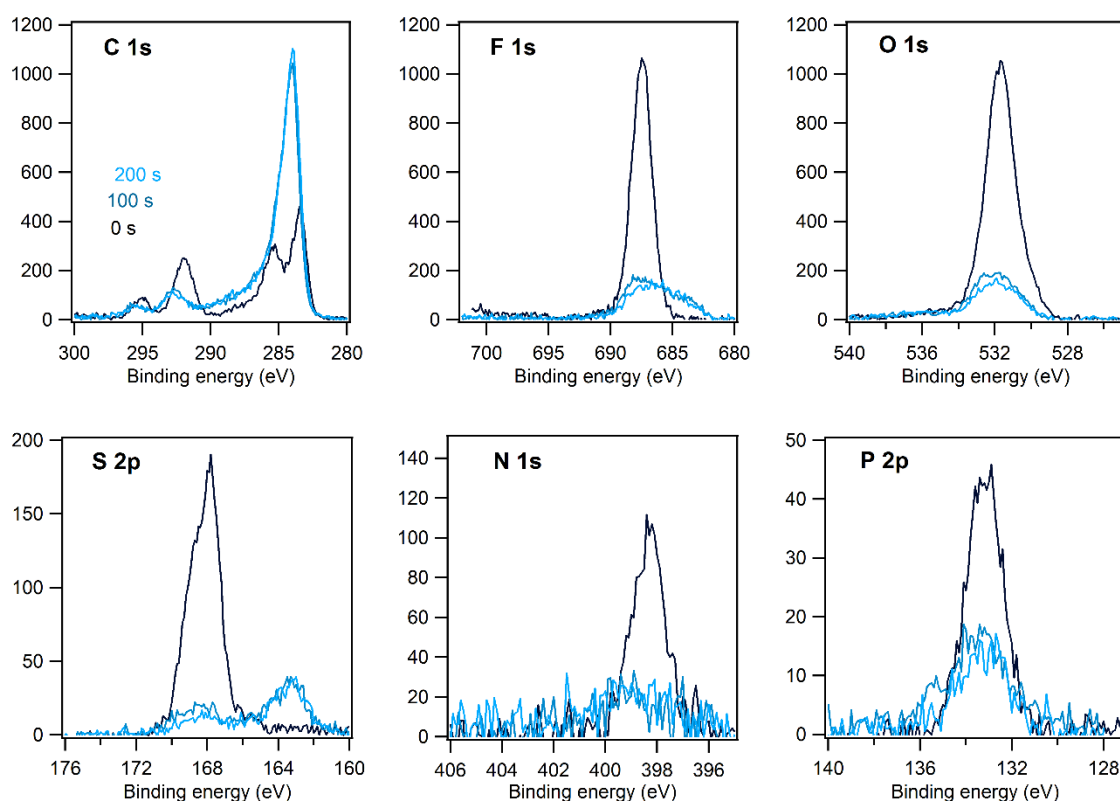 C 1s
1200
1000
800
600
400
200
0
200 s
100 s
0 s
300 295 290 285 280
Binding energy (eV)
F 1s
1200
1000
800
600
400
200
0
700 695 690 685 680
Binding energy (eV)
O 1s
1200
1000
800
600
400
200
0
540 536 532 528
Binding energy (eV)
S 2p
200
150
100
50
0
176 172 168 164 160
Binding energy (eV)
N 1s
140
120
100
80
60
40
20
0
406 404 402 400 398 396
Binding energy (eV)
P 2p
50
40
30
20
10
0
140 136 132 128
Binding energy (eV)